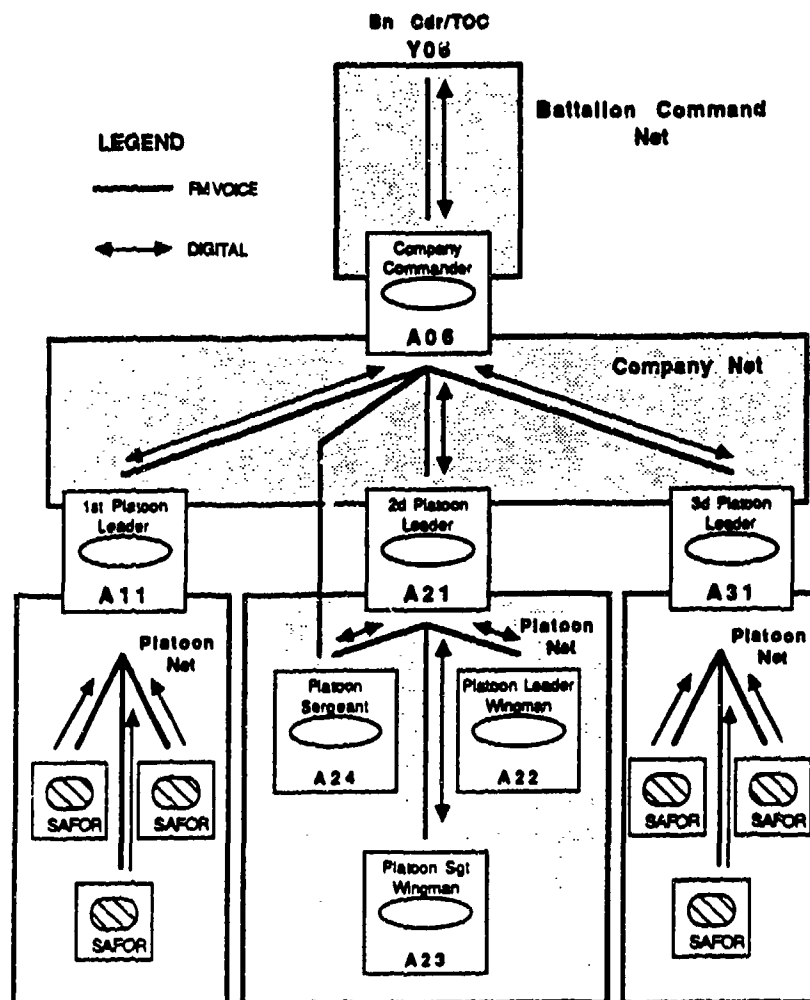 Bn Cdr/TOC
Y06
Battalion Command
Net
LEGEND
FM VOICE
DIGITAL
Company
Commander
A06
Company Net
1st Platoon
Leader
A11
2d Platoon
Leader
A21
3d Platoon
Leader
A31
Platoon
Net
Platoon
Net
Platoon
Net
Platoon
Sergeant
A24
Platoon Leader
Wingman
A22
SAFOR
SAFOR
SAFOR
SAFOR
SAFOR
SAFOR
Platoon Sgt
Wingman
A23